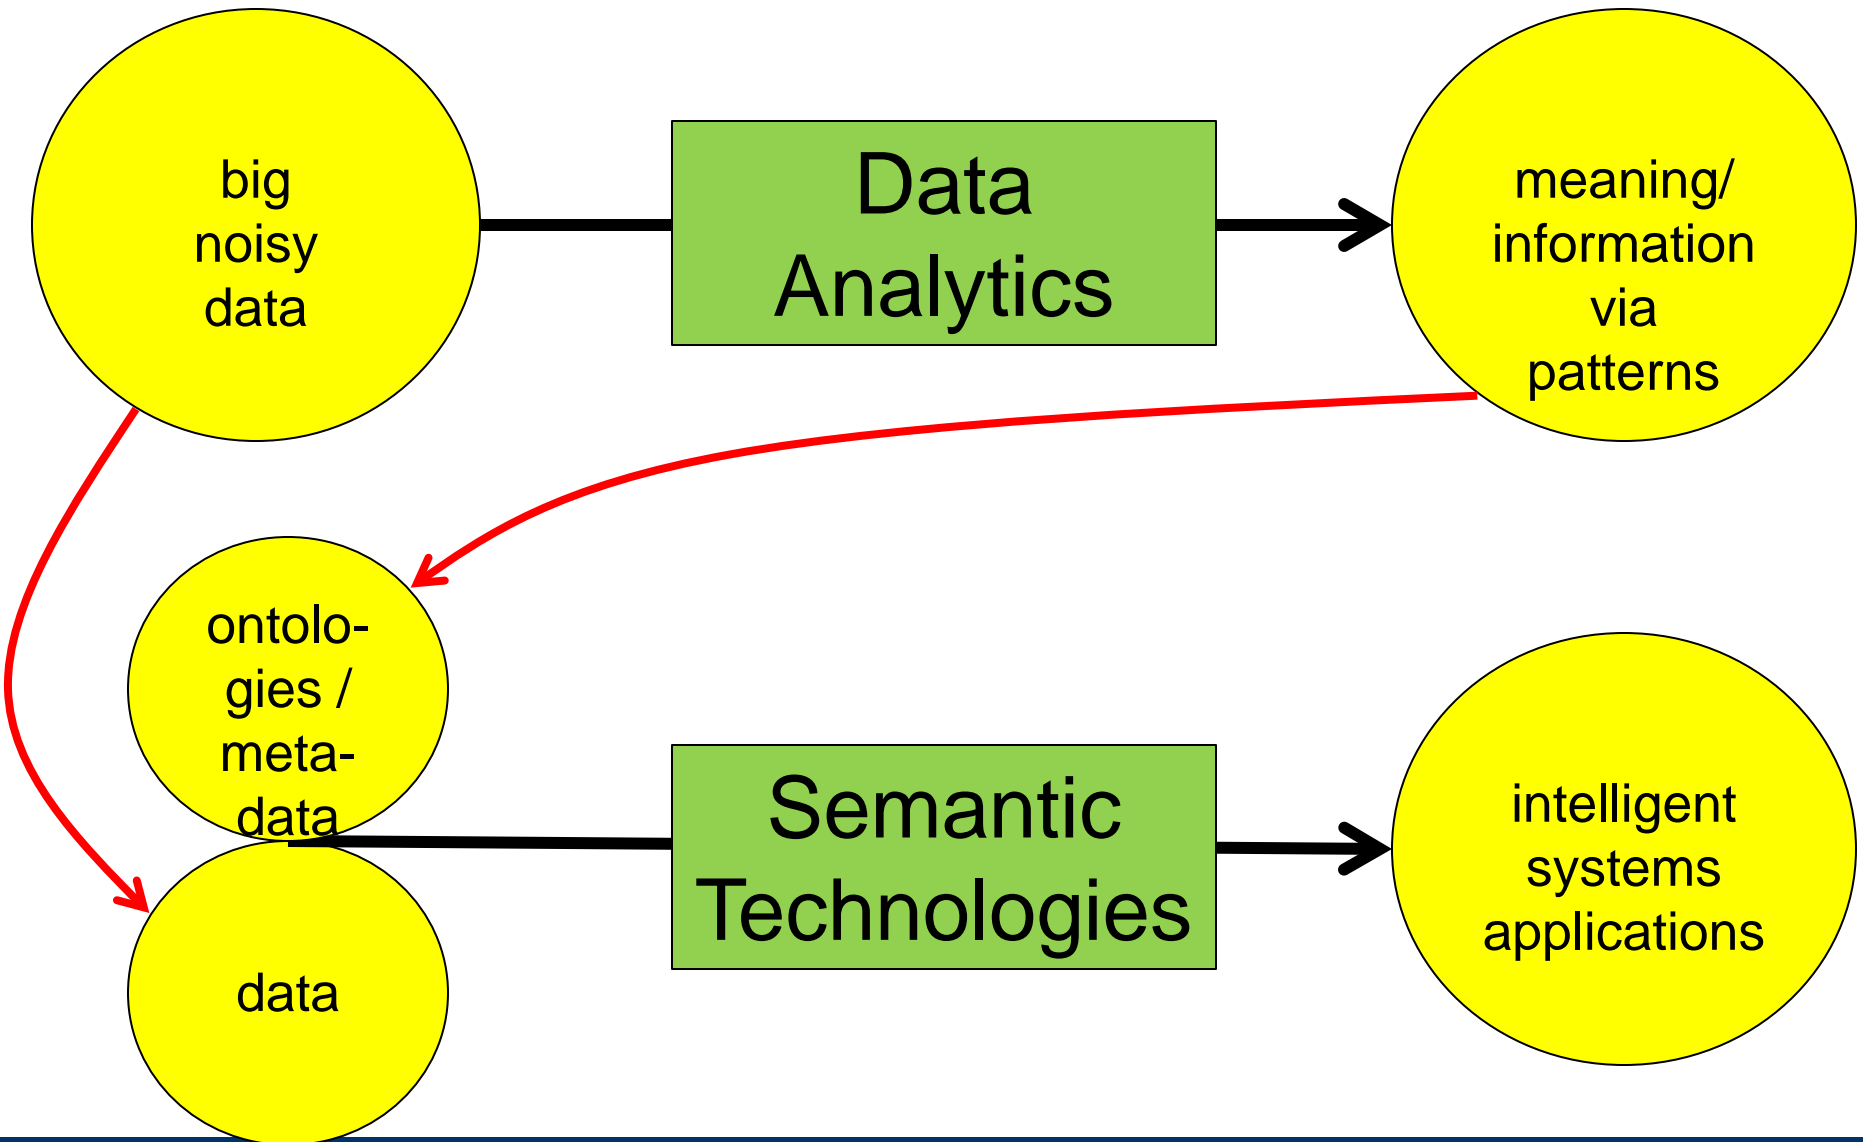 big
noisy
data
Data
Analytics
meaning/
information
via
patterns
ontolo-
gies /
meta-
data
data
Semantic
Technologies
intelligent
systems
applications